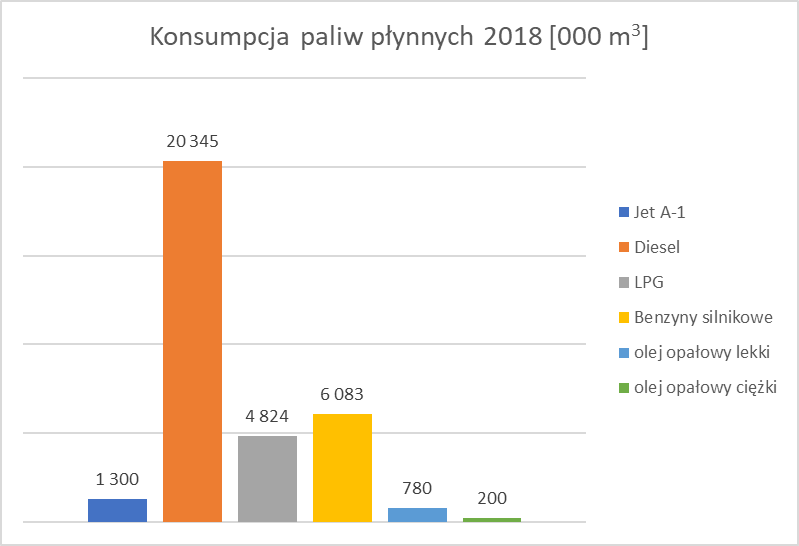 Konsumpcja paliw płynnych 2018 [000 m³]
20 345
6 083
4 824
1 300
780
200
Jet A-1
Diesel
LPG
Benzyny silnikowe
olej opałowy lekki
olej opałowy ciężki